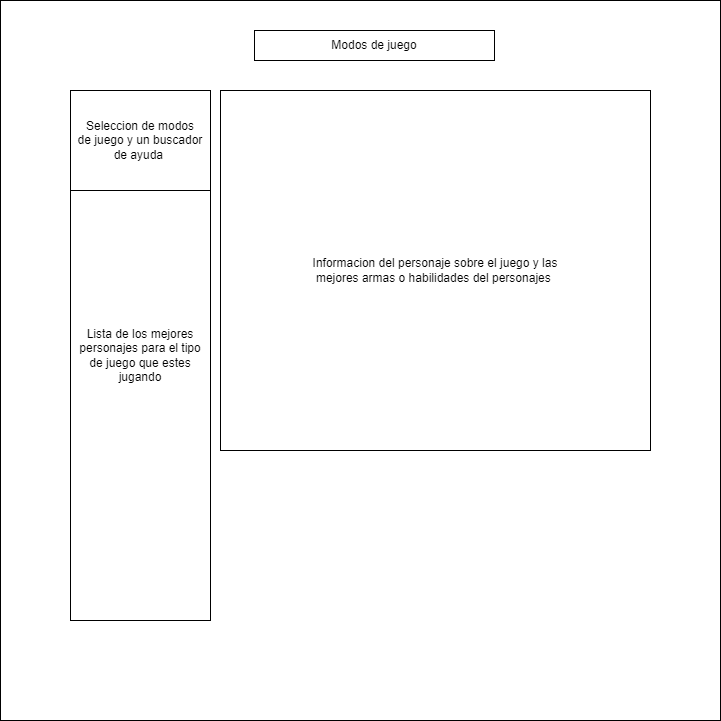 Modos de juego
Seleccion de modos
de juego y un buscador
de ayuda
Informacion del personaje sobre el juego y las
mejores armas o habilidades del personajes
Lista de los mejores
personajes para el tipo
de juego que estes
jugando